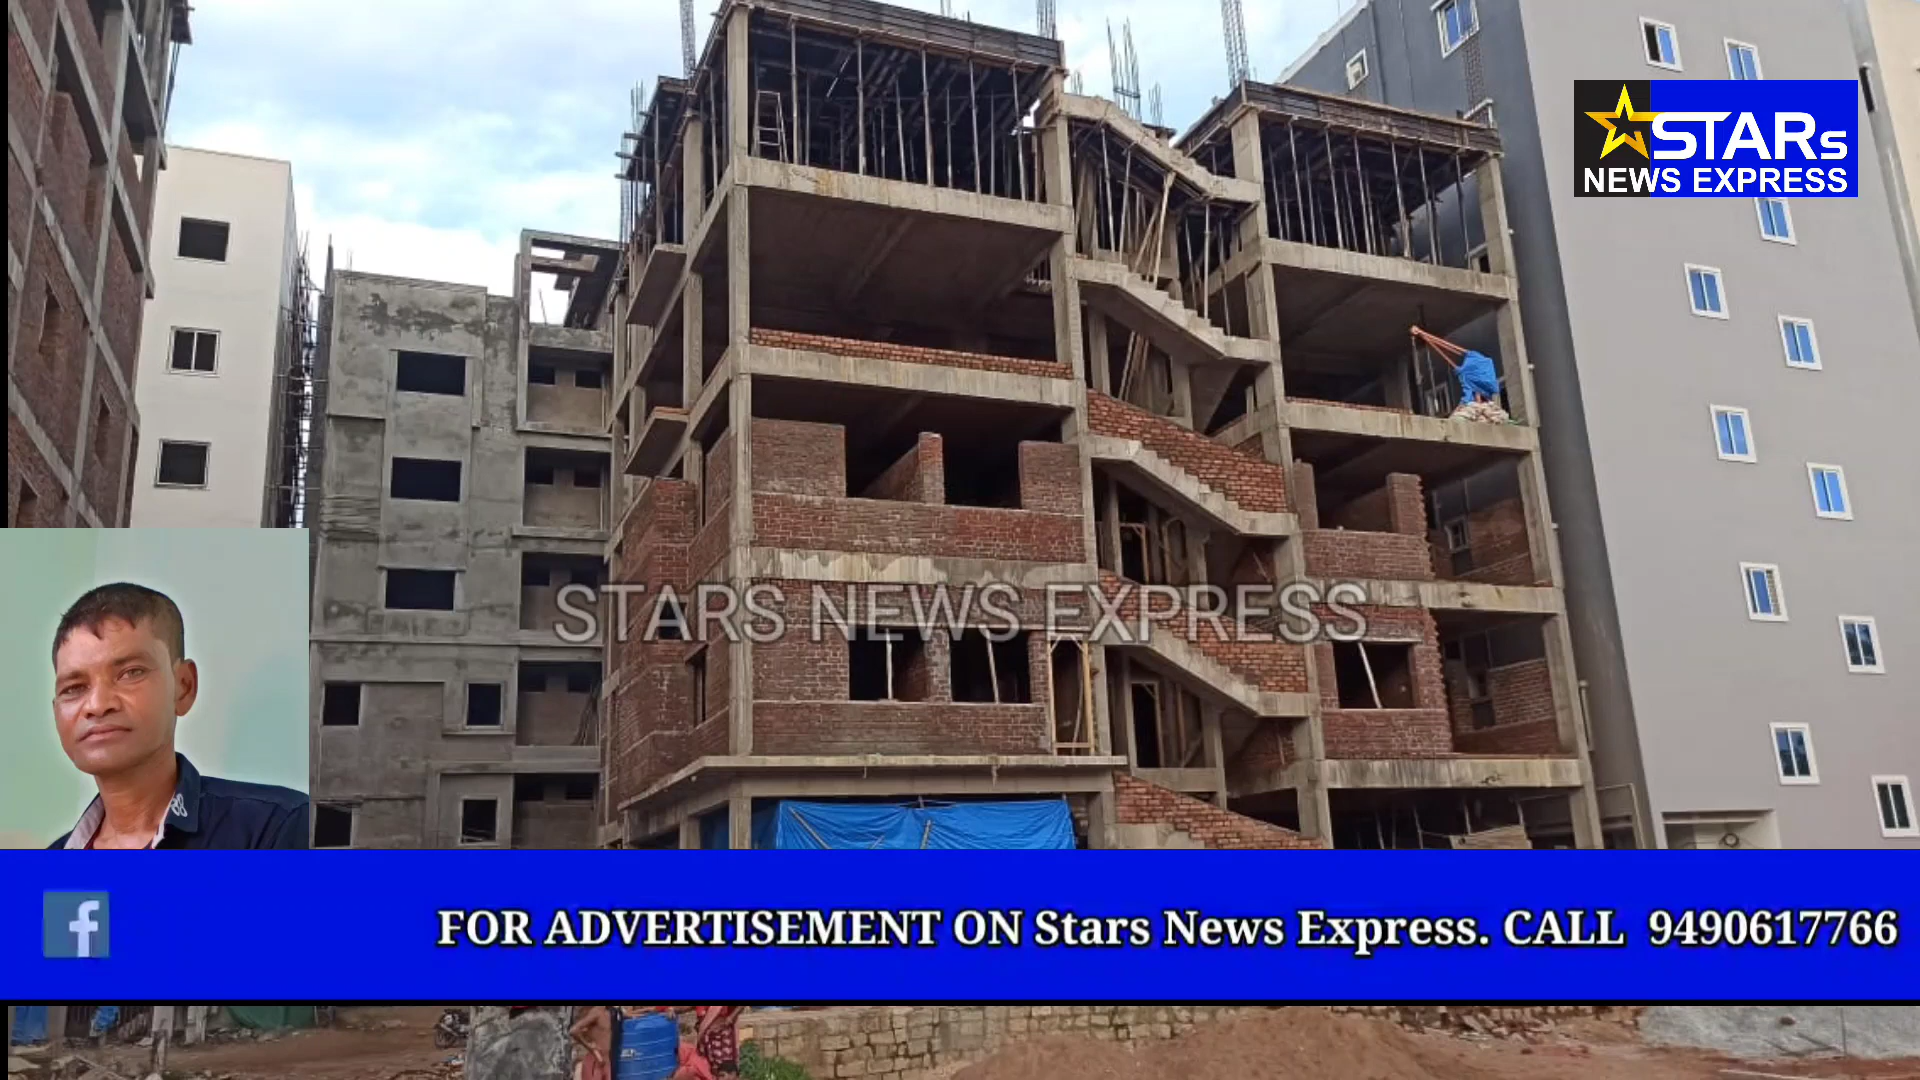 STARs
NEWS EXPRESS
STARS NEWS EXPRESS
FOR ADVERTISEMENT ON Stars News Express. CALL 9490617766